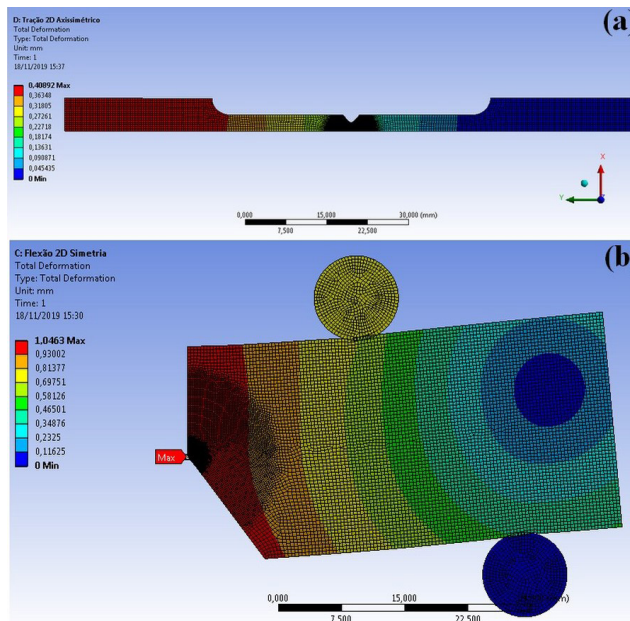 D: Tração 2D Axissimétrico
Total Deformation
Type: Total Deformation
Unit: mm
Time: 1
18/11/2019 15:37
(a)
0,40892 Max
0,36348
0,31805
0,27261
0,22718
0,18174
0,13631
0,090871
0,045435
0 Min
X
Y
0,000 15,000 30,000 (mm)
7,500 22,500
C: Flexão 2D Simetria
Total Deformation
Type: Total Deformation
Unit: mm
Time: 1
18/11/2019 15:30
(b)
1,0463 Max
0,93002
0,81377
0,69751
0,58126
0,46501
0,34876
0,2325
0,11625
0 Min
Max
0,000 15,000
7,500 22,500